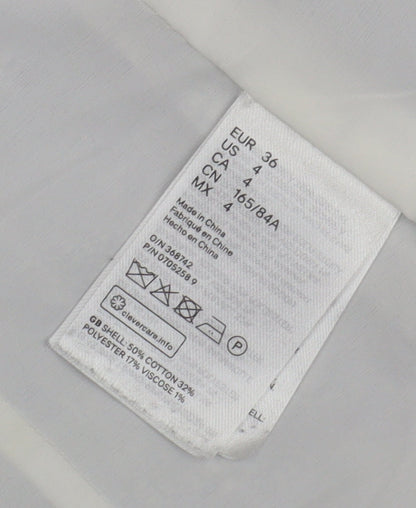 EUR 36
US 4
CA 4
CN 165/84A
MX 4
Made in China
Fabriqué en Chine
Hecho en China
O/N 368742
P/N 0705258 9
P
clevercare.info
GB SHELL: 50% COTTON 32%
POLYESTER 17% VISCOSE 1%
ELL: